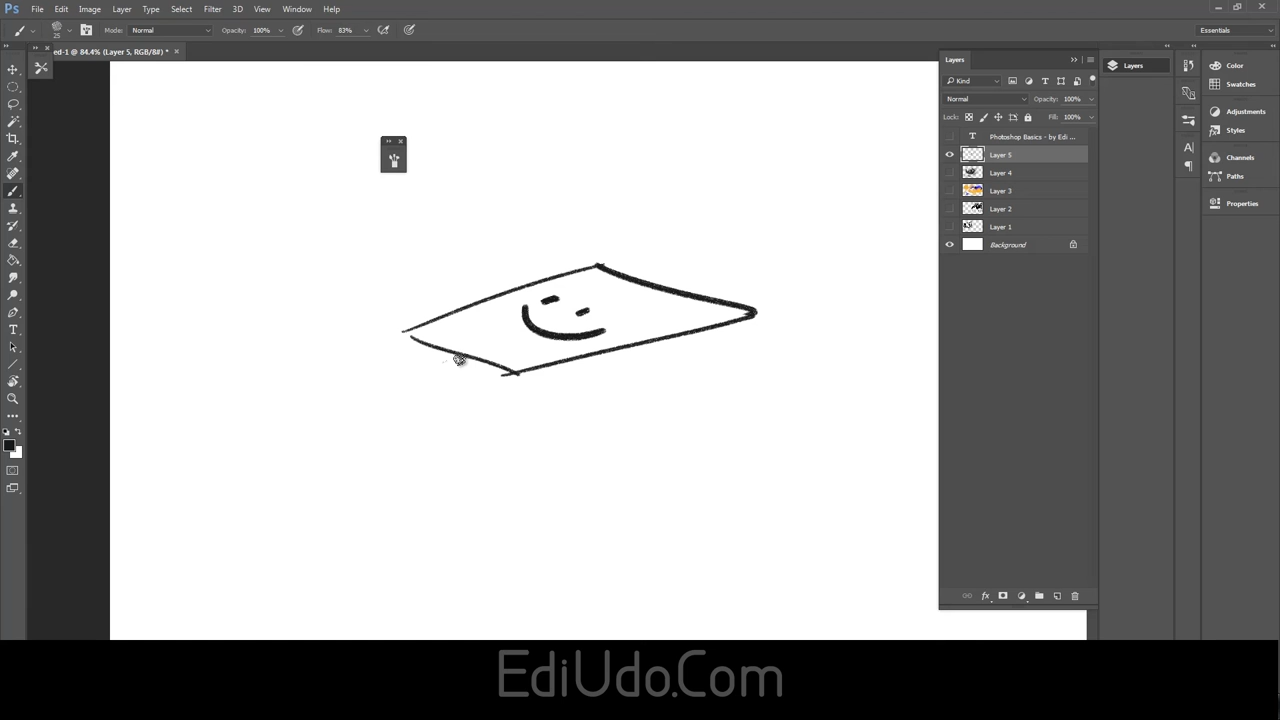 Ps File Edit Image Layer Type Select Filter 3D View Window Help
25 Mode: Normal Opacity: 100% Flow: 83% Essentials
ed-1 @ 84.4% (Layer 5, RGB/8#) *
Layers
Layers
Color
Kind
Swatches
Normal Opacity: 100%
Adjustments
Lock: Fill: 100%
Styles
T Photoshop Basics - by Edi ...
Layer 5
Channels
Layer 4
Paths
Layer 3
Properties
Layer 2
Layer 1
Background
fx
EdiUdo.Com